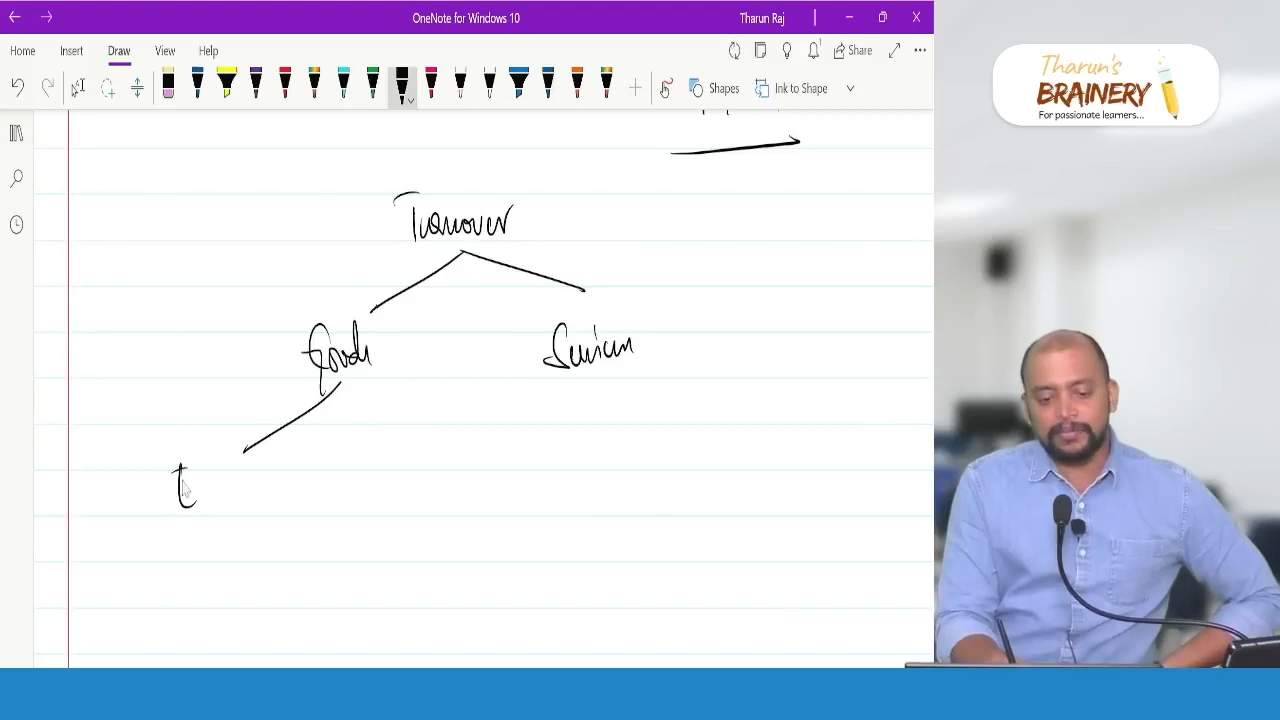 OneNote for Windows 10
Tharun Raj
Home Insert Draw View Help
Share
Shapes
Ink to Shape
Tharun's
BRAINERY
For passionate learners...
Turnover
Goods Services
t